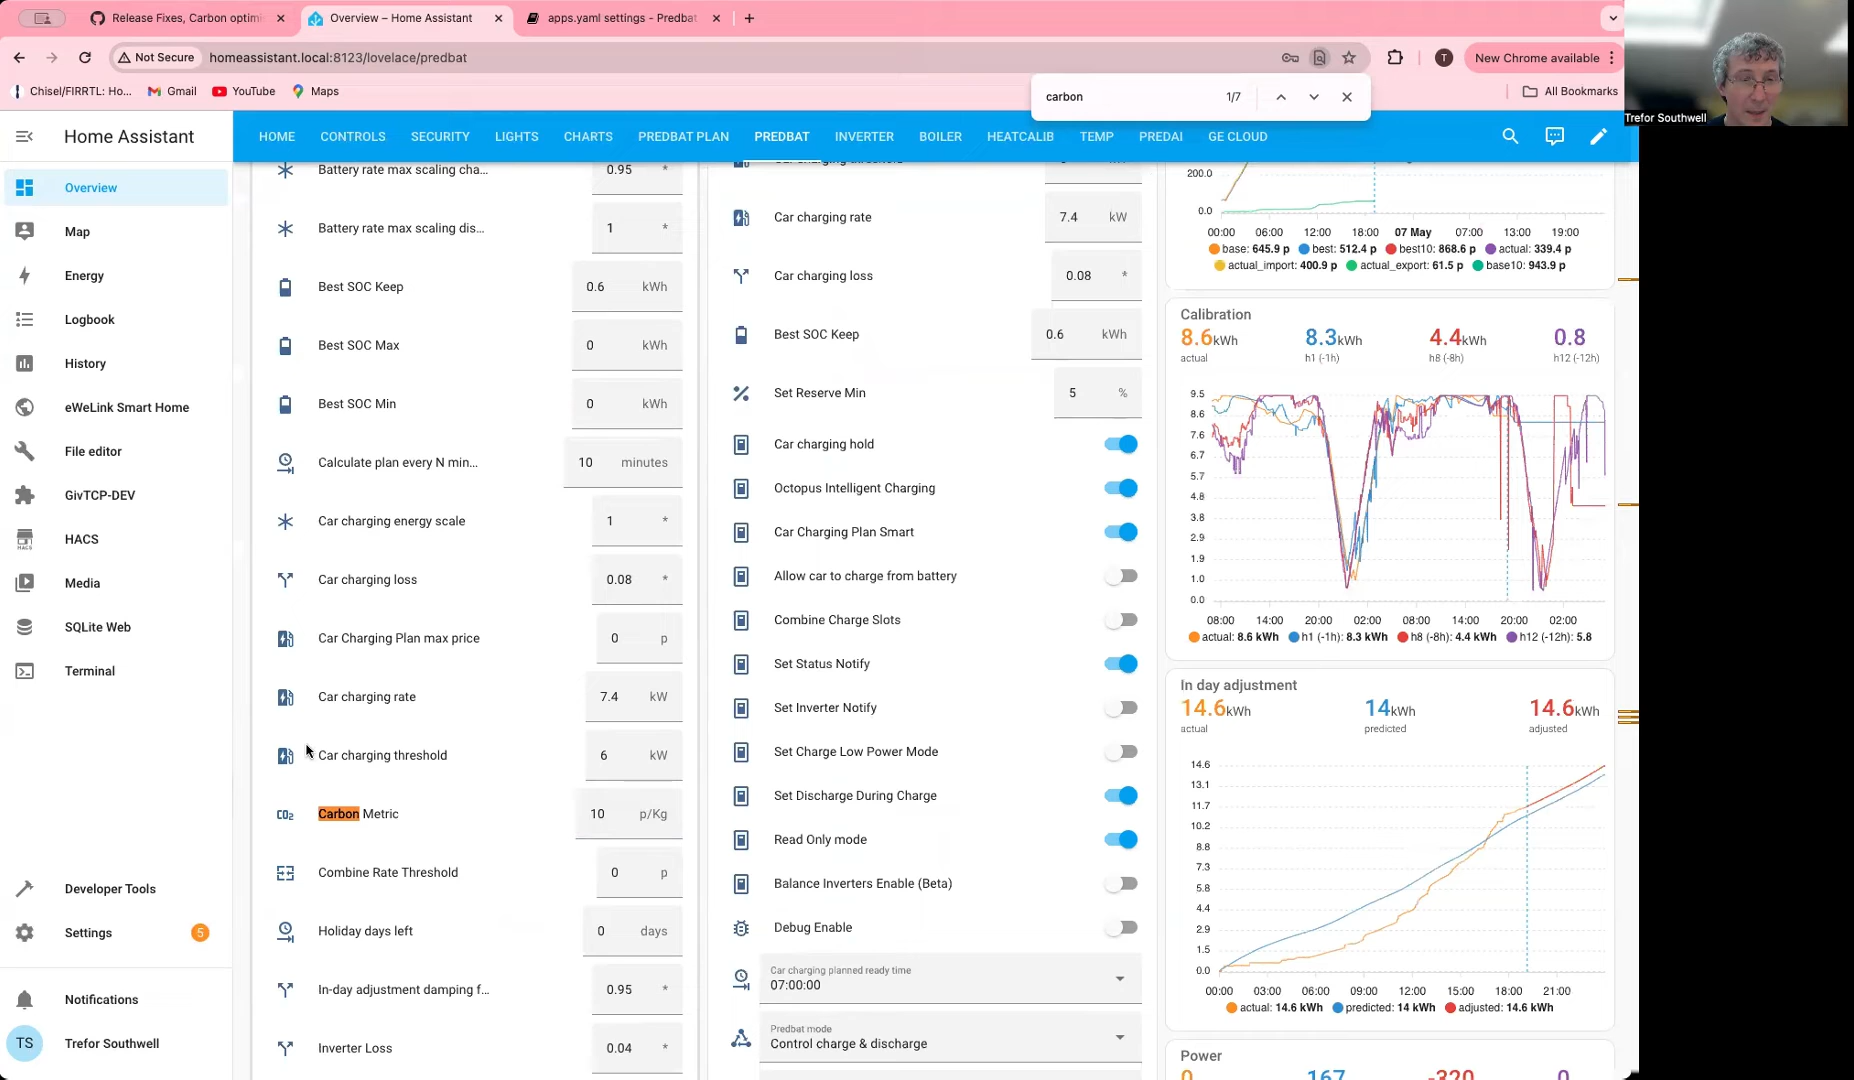 Release Fixes, Carbon optimi
Overview – Home Assistant
apps.yaml settings - Predbat
Not Secure
homeassistant.local:8123/lovelace/predbat
New Chrome available
T
Chisel/FIRRTL: Ho...
Gmail
YouTube
Maps
All Bookmarks
carbon
1/7
Trefor Southwell
Home Assistant
HOME
CONTROLS
SECURITY
LIGHTS
CHARTS
PREDBAT PLAN
PREDBAT
INVERTER
BOILER
HEATCALIB
TEMP
PREDAI
GE CLOUD
Overview
Map
Energy
Logbook
History
eWeLink Smart Home
File editor
GivTCP-DEV
HACS
HACS
Media
SQLite Web
Terminal
Developer Tools
Settings
5
Notifications
TS
Trefor Southwell
Battery rate max scaling cha...
0.95 *
Battery rate max scaling dis...
1 *
Best SOC Keep
0.6 kWh
Best SOC Max
0 kWh
Best SOC Min
0 kWh
Calculate plan every N min...
10 minutes
Car charging energy scale
1 *
Car charging loss
0.08 *
Car Charging Plan max price
0 p
Car charging rate
7.4 kW
Car charging threshold
6 kW
CO₂
Carbon Metric
10 p/Kg
Combine Rate Threshold
0 p
Holiday days left
0 days
In-day adjustment damping f...
0.95 *
Inverter Loss
0.04 *
Car charging rate
7.4 kW
Car charging loss
0.08 *
Best SOC Keep
0.6 kWh
Set Reserve Min
5 %
Car charging hold
Octopus Intelligent Charging
Car Charging Plan Smart
Allow car to charge from battery
Combine Charge Slots
Set Status Notify
Set Inverter Notify
Set Charge Low Power Mode
Set Discharge During Charge
Read Only mode
Balance Inverters Enable (Beta)
Debug Enable
Car charging planned ready time
07:00:00
Predbat mode
Control charge & discharge
200.0
0.0
00:00 06:00 12:00 18:00 07 May 07:00 13:00 19:00
base: 645.9 p best: 512.4 p best10: 868.6 p actual: 339.4 p
actual_import: 400.9 p actual_export: 61.5 p base10: 943.9 p
Calibration
8.6kWh 8.3kWh 4.4kWh 0.8
actual h1 (-1h) h8 (-8h) h12 (-12h)
9.5
8.6
7.6
6.7
5.7
4.8
3.8
2.9
1.9
1.0
0.0
08:00 14:00 20:00 02:00 08:00 14:00 20:00 02:00
actual: 8.6 kWh h1 (-1h): 8.3 kWh h8 (-8h): 4.4 kWh h12 (-12h): 5.8
In day adjustment
14.6kWh 14kWh 14.6kWh
actual predicted adjusted
14.6
13.1
11.7
10.2
8.8
7.3
5.8
4.4
2.9
1.5
0.0
00:00 03:00 06:00 09:00 12:00 15:00 18:00 21:00
actual: 14.6 kWh predicted: 14 kWh adjusted: 14.6 kWh
Power
0 167 -320 0